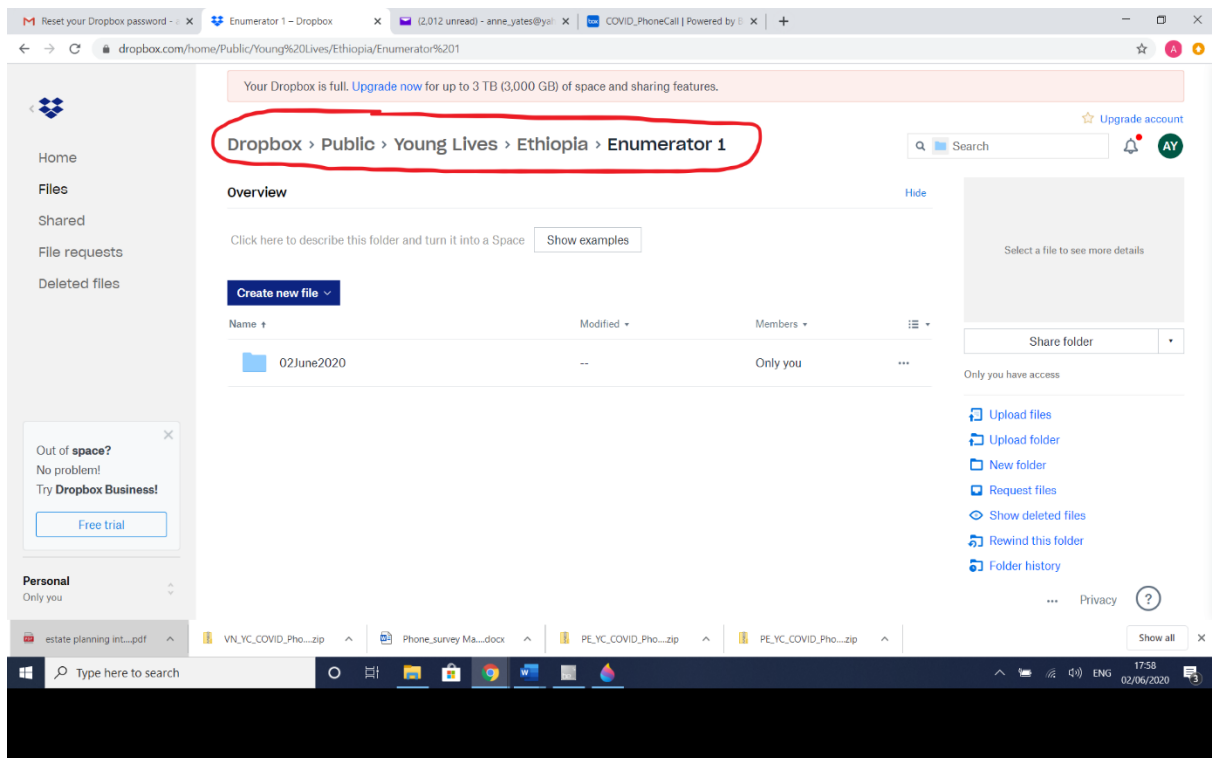 Reset your Dropbox password -
Enumerator 1 – Dropbox
(2,012 unread) - anne_yates@yah
COVID_PhoneCall | Powered by B
dropbox.com/home/Public/Young%20Lives/Ethiopia/Enumerator%201
A
Your Dropbox is full. Upgrade now for up to 3 TB (3,000 GB) of space and sharing features.
Upgrade account
Dropbox › Public › Young Lives › Ethiopia › Enumerator 1
Search
AY
Home
Files
Shared
File requests
Deleted files
Overview
Hide
Click here to describe this folder and turn it into a Space
Show examples
Select a file to see more details
Create new file
Name ↑
Modified
Members
02June2020
--
Only you
•••
Share folder
Only you have access
Upload files
Upload folder
New folder
Request files
Show deleted files
Rewind this folder
Folder history
Out of space?
No problem!
Try Dropbox Business!
Free trial
Personal
Only you
••• Privacy ?
estate planning int....pdf
VN_YC_COVID_Pho....zip
Phone_survey Ma....docx
PE_YC_COVID_Pho....zip
PE_YC_COVID_Pho....zip
Show all
Type here to search
ENG
17:58
02/06/2020
3